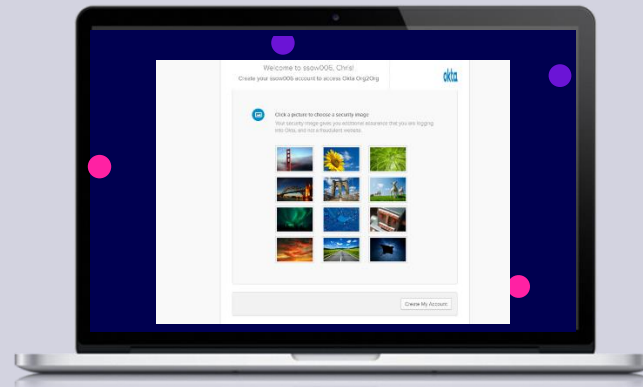 Welcome to ssow006, Chris!
Create your ssow006 account to access Okta Org2Org
okta
Click a picture to choose a security image
Your security image gives you additional assurance that you are logging
into Okta, and not a fraudulent website.
Create My Account